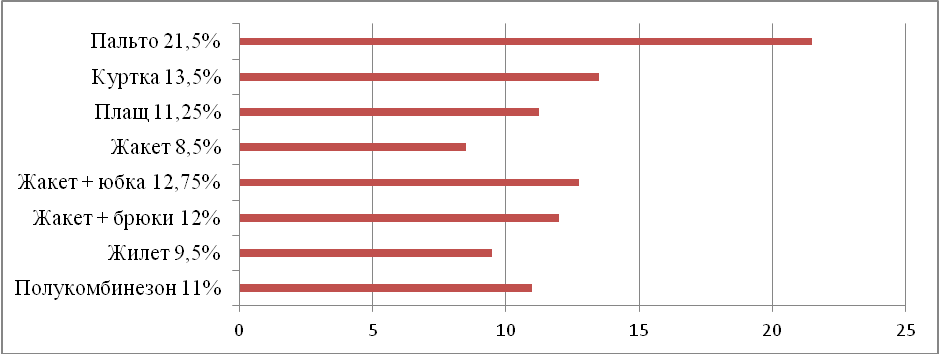 Пальто 21,5%
Куртка 13,5%
Плащ 11,25%
Жакет 8,5%
Жакет + юбка 12,75%
Жакет + брюки 12%
Жилет 9,5%
Полукомбинезон 11%
0 5 10 15 20 25